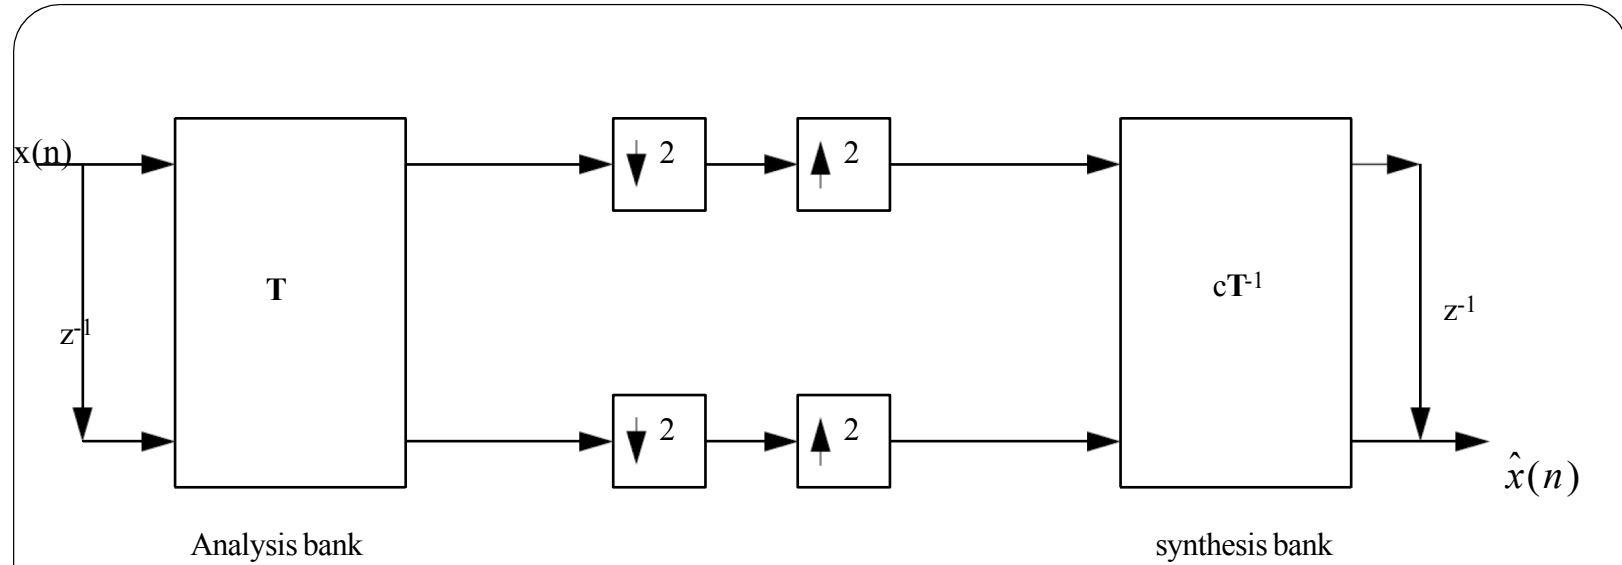 x(n)
2
2
T
cT-1
z-1
z-1
2
2
x̂(n)
Analysis bank
synthesis bank